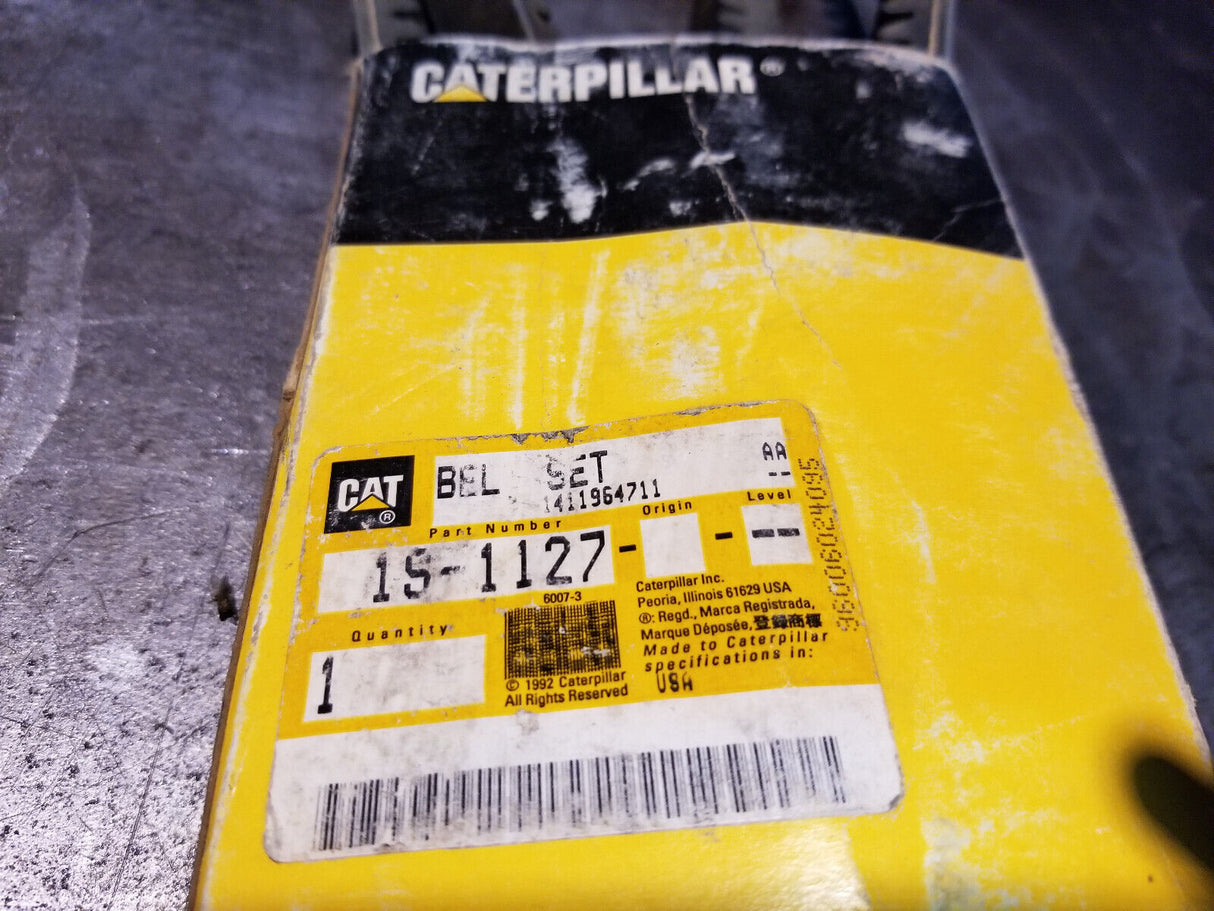 CATERPILLAR®
CAT ®
BEL SET AA
1411964711 --
Part Number Origin Level
1S-1127- - --
6007-3
Quantity
1
© 1992 Caterpillar
All Rights Reserved
Caterpillar Inc.
Peoria, Illinois 61629 USA
®: Regd., Marca Registrada,
Marque Déposée, 登録商標
Made to Caterpillar
specifications in:
USA